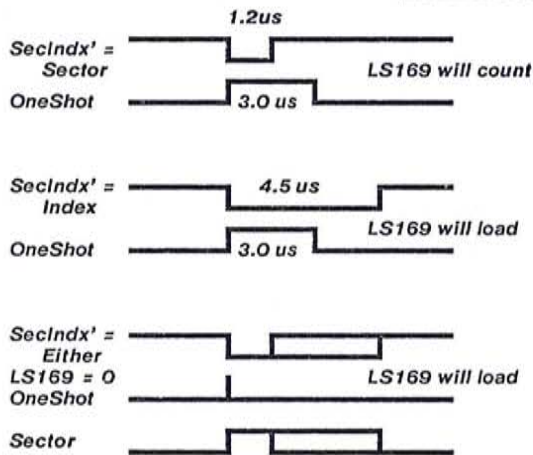 1.2us
SecIndx' =
Sector
LS169 will count
OneShot
3.0 us
SecIndx' =
Index
4.5 us
LS169 will load
OneShot
3.0 us
SecIndx' =
Either
LS169 = 0
LS169 will load
OneShot
Sector